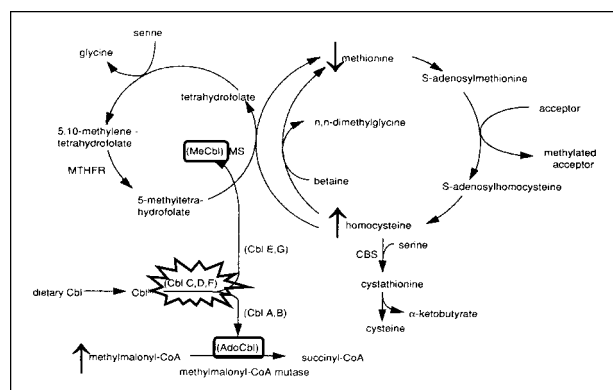 serine
glycine
methionine
S-adenosylmethionine
tetrahydrofolate
acceptor
n,n-dimethylglycine
5,10-methylene -
tetrahydrofolate
(MeCbl) MS
methylated
acceptor
MTHFR
betaine
S-adenosylhomocysteine
5-methyltetra-
hydrofolate
homocysteine
(Cbl E,G)
serine
CBS
dietary Cbl
Cbl
(Cbl C,D,F)
cystathione
(Cbl A,B)
α-ketobutyrate
cysteine
(AdoCbl)
methylmalonyl-CoA
succinyl-CoA
methylmalonyl-CoA mutase